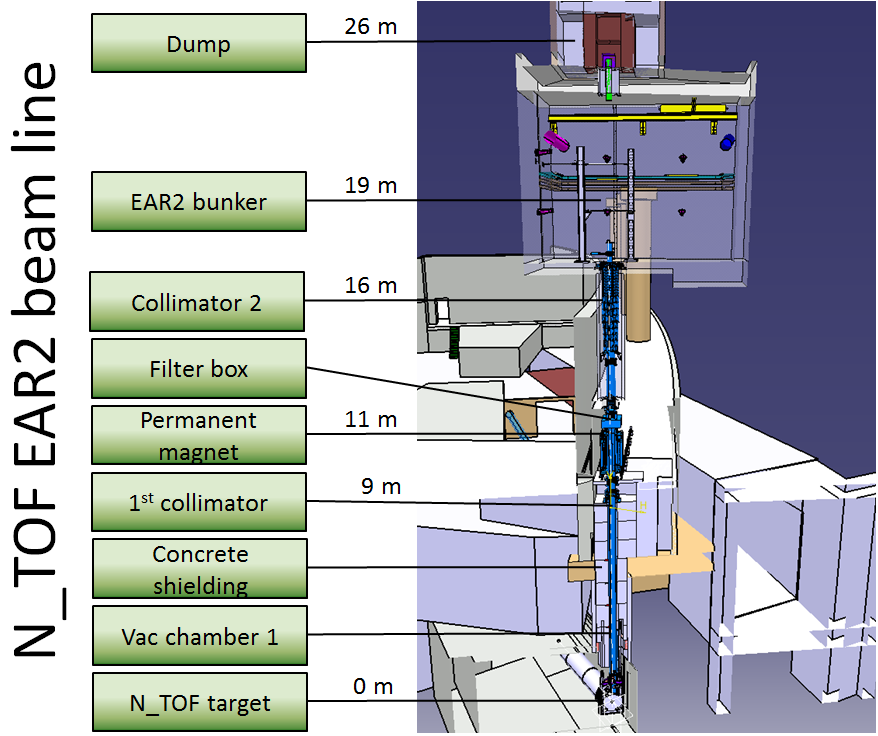 N_TOF EAR2 beam line
Dump
26 m
EAR2 bunker
19 m
Collimator 2
16 m
Filter box
Permanent
magnet
11 m
1st collimator
9 m
Concrete
shielding
Vac chamber 1
N_TOF target
0 m